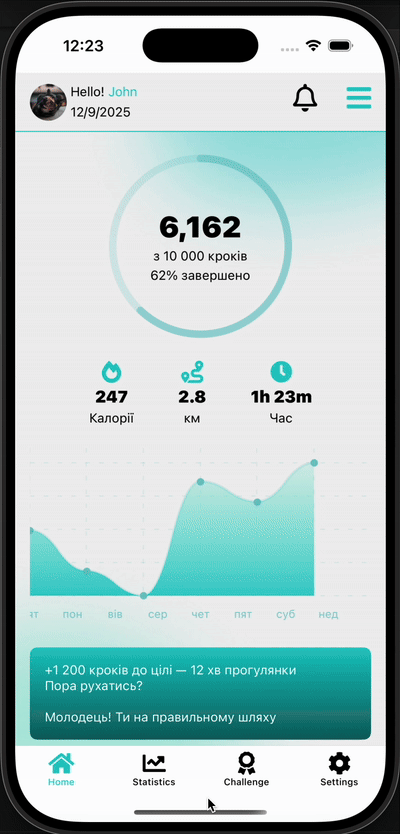 12:23
Hello! John
12/9/2025
6,162
з 10 000 кроків
62% завершено
247 2.8 1h 23m
Калорії км Час
пон вів сер чет пят суб нед
+1 200 кроків до цілі — 12 хв прогулянки
Пора рухатись?
Молодець! Ти на правильному шляху
Home Statistics Challenge Settings